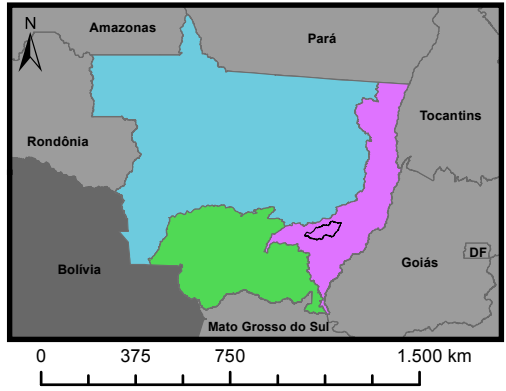 N
Amazonas
Pará
Tocantins
Rondônia
Bolívia
Goiás
DF
Mato Grosso do Sul
0 375 750 1.500 km